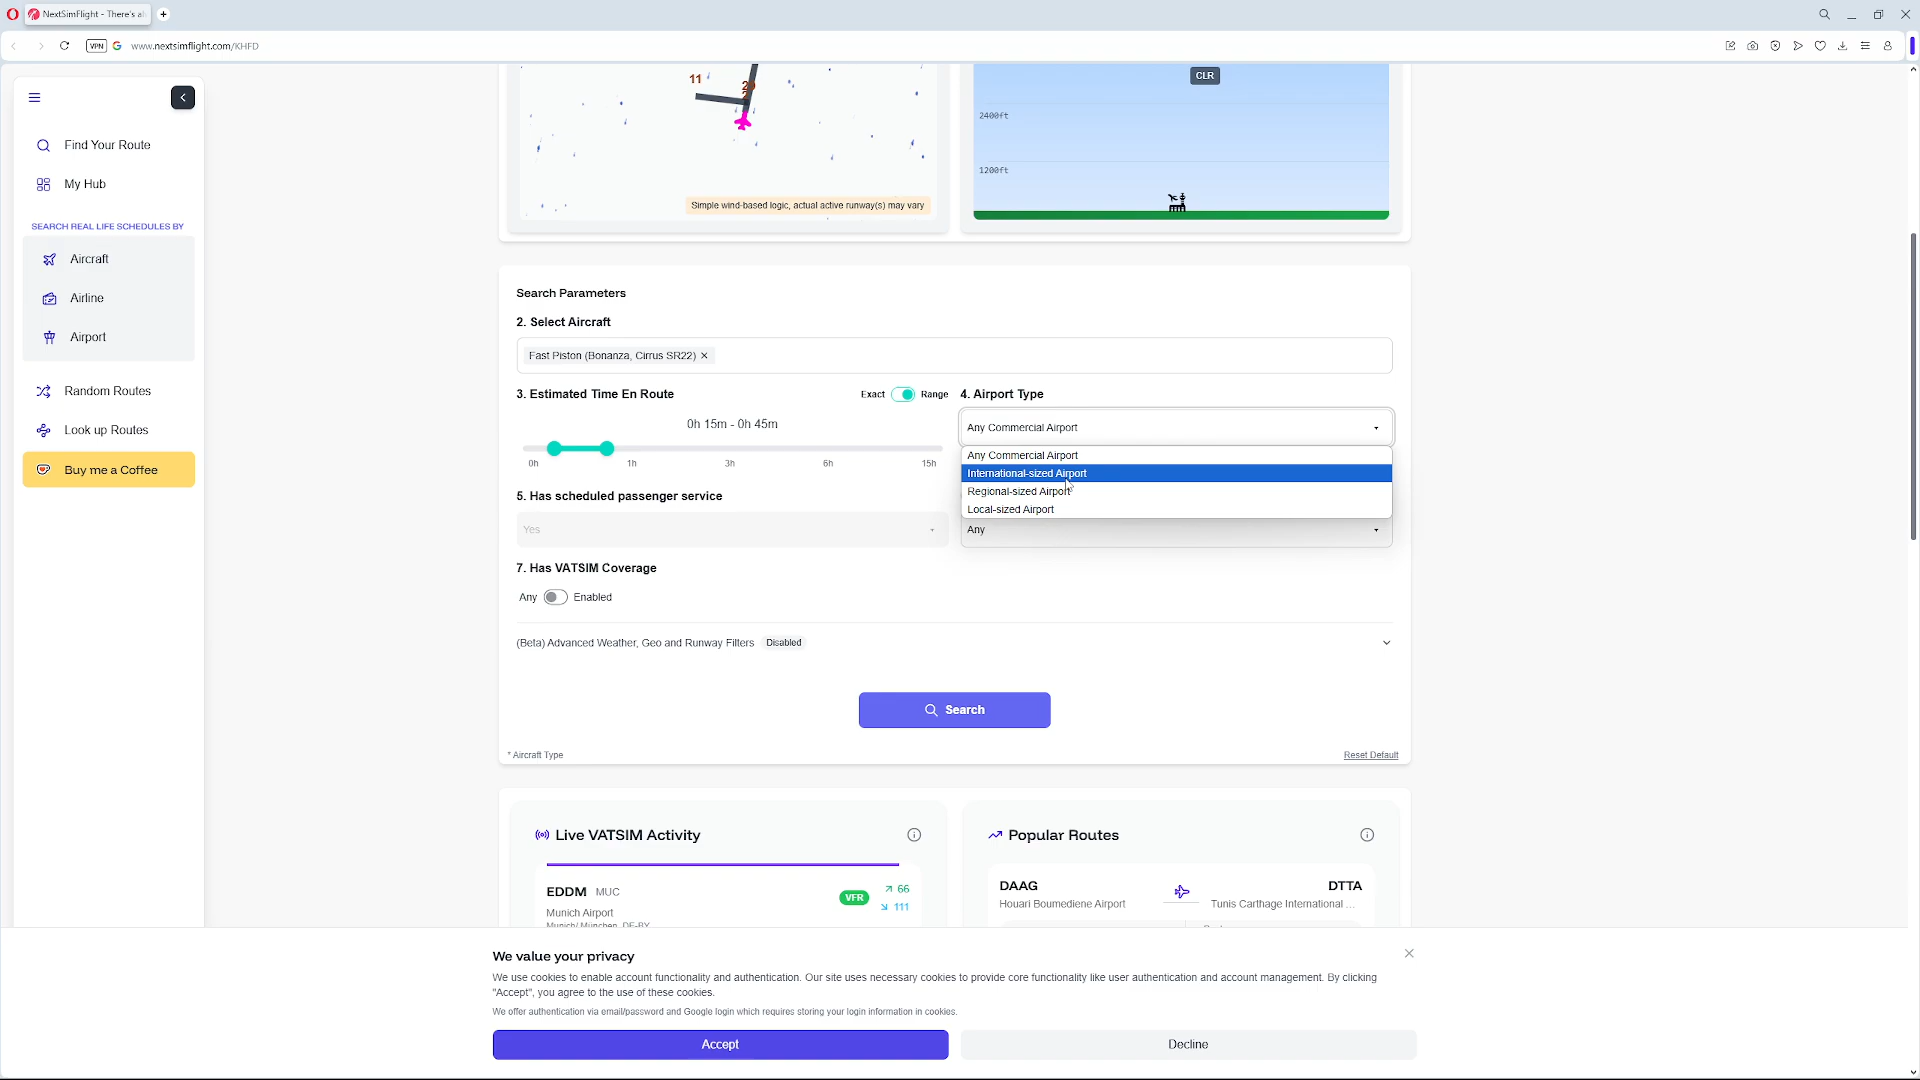 NextSimFlight - There's al
VPN
www.nextsimflight.com/KHFD
Find Your Route
My Hub
SEARCH REAL LIFE SCHEDULES BY
Aircraft
Airline
Airport
Random Routes
Look up Routes
Buy me a Coffee
11
Simple wind-based logic, actual active runway(s) may vary
CLR
2400ft
1200ft
Search Parameters
2. Select Aircraft
Fast Piston (Bonanza, Cirrus SR22)
3. Estimated Time En Route
Exact
Range
0h 15m - 0h 45m
0h
1h
3h
6h
15h
4. Airport Type
Any Commercial Airport
Any Commercial Airport
International-sized Airport
Regional-sized Airport
Local-sized Airport
5. Has scheduled passenger service
Yes
Any
7. Has VATSIM Coverage
Any
Enabled
(Beta) Advanced Weather, Geo and Runway Filters Disabled
Search
* Aircraft Type
Reset Default
Live VATSIM Activity
EDDM MUC
VFR
66
111
Munich Airport
Munich/ München, DE-BY
Popular Routes
DAAG
DTTA
Houari Boumediene Airport
Tunis Carthage International ...
We value your privacy
We use cookies to enable account functionality and authentication. Our site uses necessary cookies to provide core functionality like user authentication and account management. By clicking
"Accept", you agree to the use of these cookies.
We offer authentication via email/password and Google login which requires storing your login information in cookies.
Accept
Decline